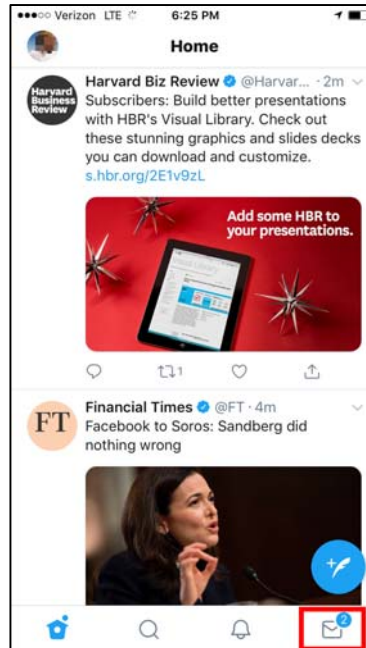 Verizon LTE 6:25 PM
Home
Harvard Business Review
Harvard Biz Review @Harvar... · 2m
Subscribers: Build better presentations
with HBR's Visual Library. Check out
these stunning graphics and slides decks
you can download and customize.
s.hbr.org/2E1v9zL
Add some HBR to
your presentations.
Visual Library
1
FT
Financial Times @FT · 4m
Facebook to Soros: Sandberg did
nothing wrong
2